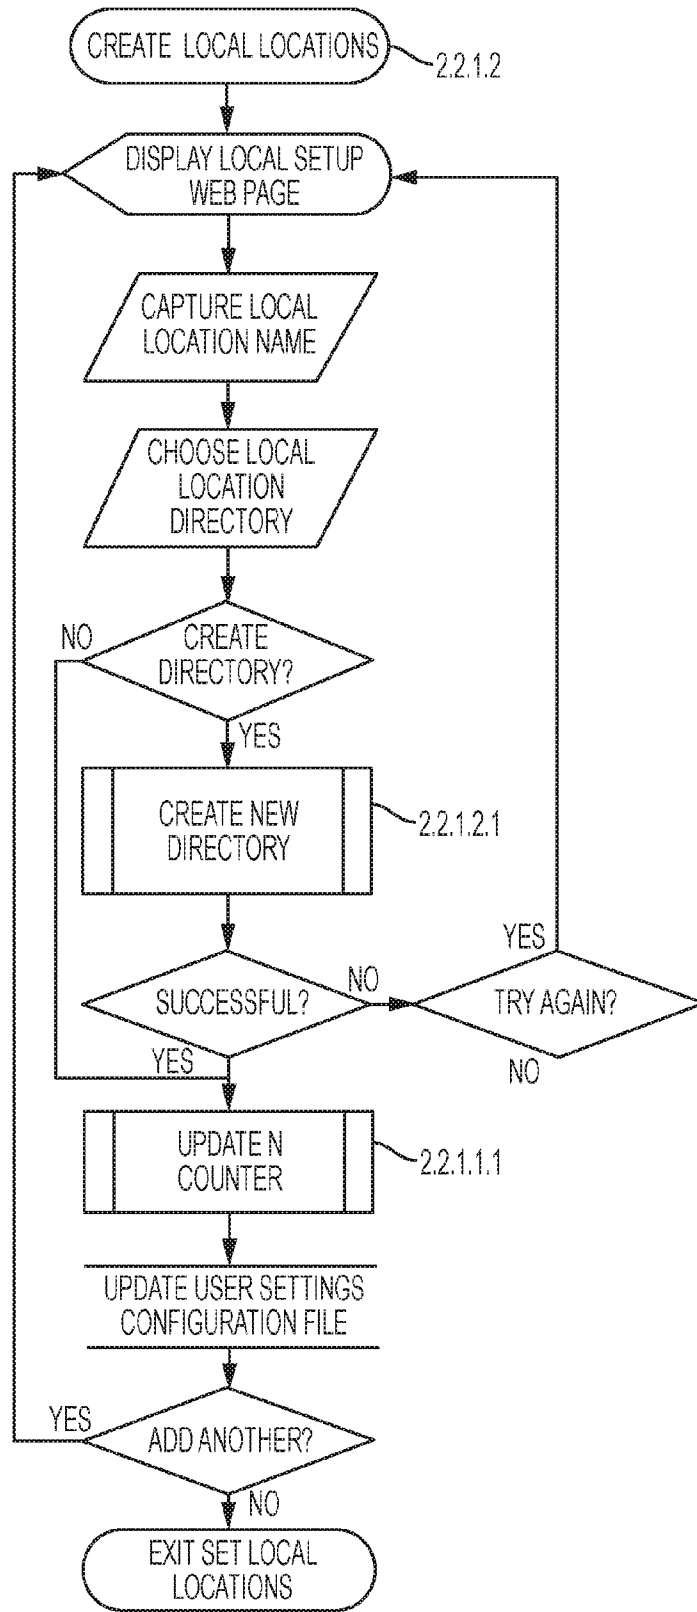 CREATE LOCAL LOCATIONS
2.2.1.2
DISPLAY LOCAL SETUP
WEB PAGE
CAPTURE LOCAL
LOCATION NAME
CHOOSE LOCAL
LOCATION
DIRECTORY
NO
CREATE
DIRECTORY?
YES
CREATE NEW
DIRECTORY
2.2.1.2.1
YES
SUCCESSFUL?
NO
TRY AGAIN?
YES
NO
UPDATE N
COUNTER
2.2.1.1.1
UPDATE USER SETTINGS
CONFIGURATION FILE
YES
ADD ANOTHER?
NO
EXIT SET LOCAL
LOCATIONS